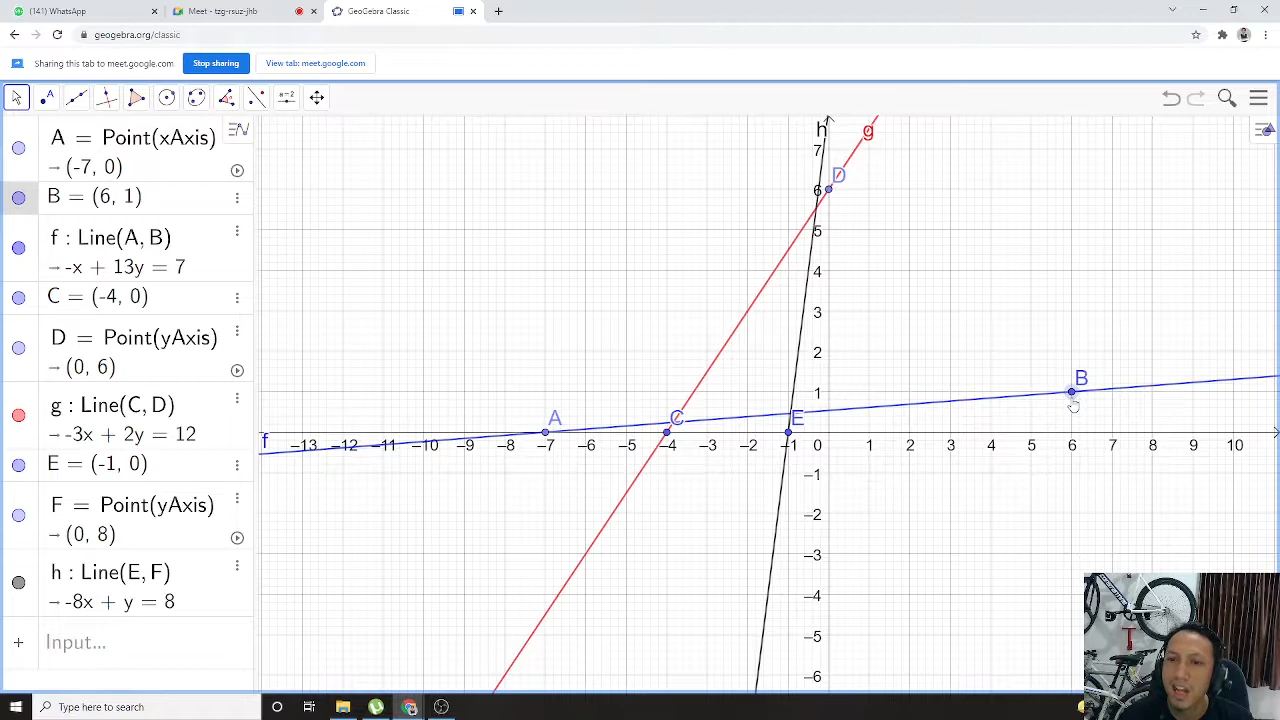 (141) WhatsApp
Meet - tzg-rsuz-jhb
GeoGebra Classic
geogebra.org/classic
Sharing this tab to meet.google.com
Stop sharing
View tab: meet.google.com
a=2
A = Point(xAxis)
→ (-7, 0)
B = (6, 1)
f : Line(A, B)
→ -x + 13y = 7
C = (-4, 0)
D = Point(yAxis)
→ (0, 6)
g : Line(C, D)
→ -3x + 2y = 12
E = (-1, 0)
F = Point(yAxis)
→ (0, 8)
h : Line(E, F)
→ -8x + y = 8
+ Input...
h g
7
D
6
5
4
3
2
B
1
A C E
f
–13 –12 –11 –10 –9 –8 –7 –6 –5 –4 –3 –2 –1 0 1 2 3 4 5 6 7 8 9 10
–1
–2
–3
–4
–5
–6
Type here to search